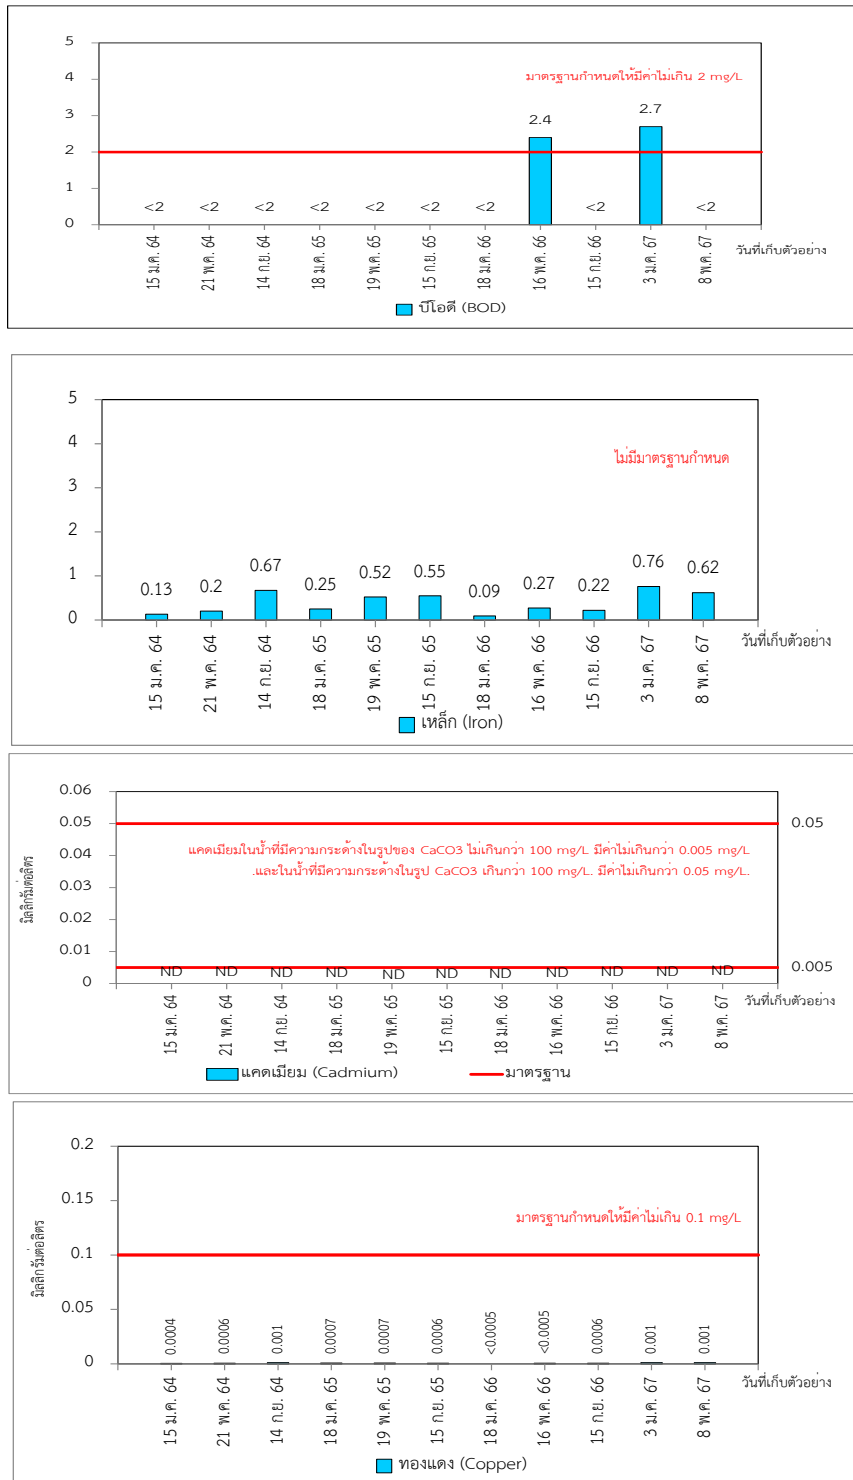 5
มาตรฐานกำหนดให้มีค่าไม่เกิน 2 mg/L
4
3
2.4
2.7
2
1
<2 <2 <2 <2 <2 <2 <2 <2 <2
0
15 ม.ค. 64
21 พ.ค. 64
14 ก.ย. 64
18 ม.ค. 65
19 พ.ค. 65
15 ก.ย. 65
18 ม.ค. 66
16 พ.ค. 66
15 ก.ย. 66
3 ม.ค. 67
8 พ.ค. 67
วันที่เก็บตัวอย่าง
บีโอดี (BOD)
5
4
ไม่มีมาตรฐานกำหนด
3
2
1
0.13 0.2 0.67 0.25 0.52 0.55 0.09 0.27 0.22 0.76 0.62
0
15 ม.ค. 64
21 พ.ค. 64
14 ก.ย. 64
18 ม.ค. 65
19 พ.ค. 65
15 ก.ย. 65
18 ม.ค. 66
16 พ.ค. 66
15 ก.ย. 66
3 ม.ค. 67
8 พ.ค. 67
วันที่เก็บตัวอย่าง
เหล็ก (Iron)
มิลลิกรัมต่อลิตร
0.06
0.05
0.05
แคดเมียมในน้ำที่มีความกระด้างในรูปของ CaCO3 ไม่เกินกว่า 100 mg/L มีค่าไม่เกินกว่า 0.005 mg/L
0.04
.และในน้ำที่มีความกระด้างในรูป CaCO3 เกินกว่า 100 mg/L. มีค่าไม่เกินกว่า 0.05 mg/L.
0.03
0.02
0.01
0.005
ND ND ND ND ND ND ND ND ND ND ND
0
15 ม.ค. 64
21 พ.ค. 64
14 ก.ย. 64
18 ม.ค. 65
19 พ.ค. 65
15 ก.ย. 65
18 ม.ค. 66
16 พ.ค. 66
15 ก.ย. 66
3 ม.ค. 67
8 พ.ค. 67
วันที่เก็บตัวอย่าง
แคดเมียม (Cadmium) มาตรฐาน
มิลลิกรัมต่อลิตร
0.2
0.15
มาตรฐานกำหนดให้มีค่าไม่เกิน 0.1 mg/L
0.1
0.05
0.0004 0.0006 0.001 0.0007 0.0007 0.0006 <0.0005 <0.0005 0.0006 0.001 0.001
0
15 ม.ค. 64
21 พ.ค. 64
14 ก.ย. 64
18 ม.ค. 65
19 พ.ค. 65
15 ก.ย. 65
18 ม.ค. 66
16 พ.ค. 66
15 ก.ย. 66
3 ม.ค. 67
8 พ.ค. 67
วันที่เก็บตัวอย่าง
ทองแดง (Copper)